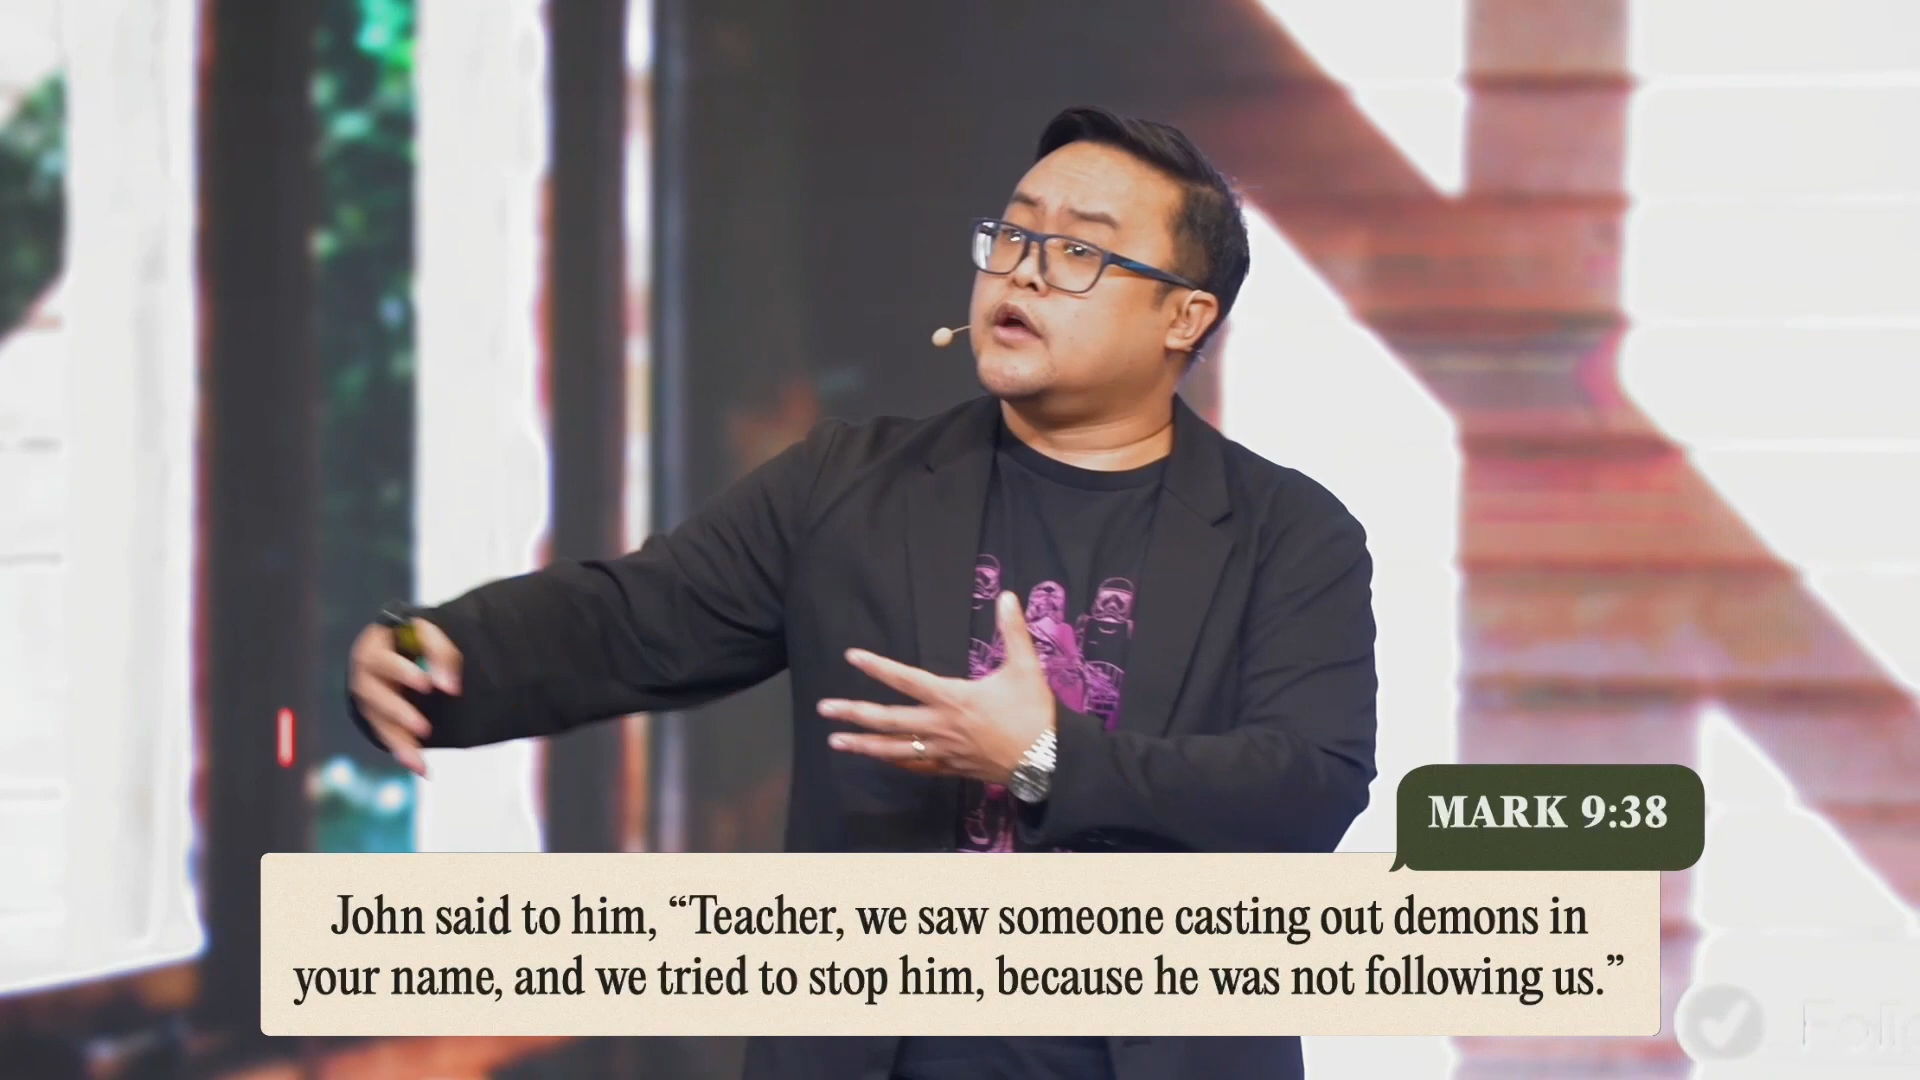 MARK 9:38
John said to him, “Teacher, we saw someone casting out demons in
your name, and we tried to stop him, because he was not following us.”